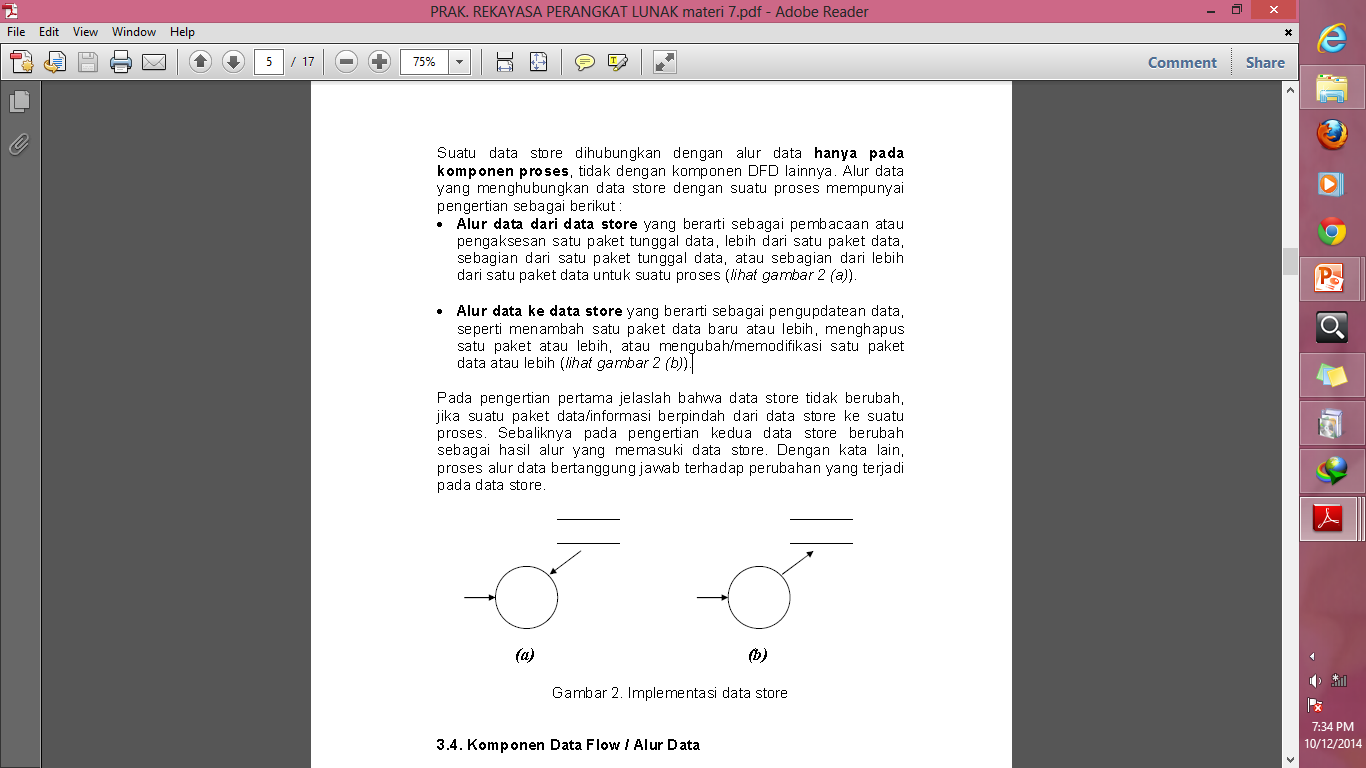 PRAK. REKAYASA PERANGKAT LUNAK materi 7.pdf - Adobe Reader
File Edit View Window Help
5 / 17 75% Comment Share
Suatu data store dihubungkan dengan alur data hanya pada
komponen proses, tidak dengan komponen DFD lainnya. Alur data
yang menghubungkan data store dengan suatu proses mempunyai
pengertian sebagai berikut :
• Alur data dari data store yang berarti sebagai pembacaan atau
pengaksesan satu paket tunggal data, lebih dari satu paket data,
sebagian dari satu paket tunggal data, atau sebagian dari lebih
dari satu paket data untuk suatu proses (lihat gambar 2 (a)).
• Alur data ke data store yang berarti sebagai pengupdatean data,
seperti menambah satu paket data baru atau lebih, menghapus
satu paket atau lebih, atau mengubah/memodifikasi satu paket
data atau lebih (lihat gambar 2 (b)).
Pada pengertian pertama jelaslah bahwa data store tidak berubah,
jika suatu paket data/informasi berpindah dari data store ke suatu
proses. Sebaliknya pada pengertian kedua data store berubah
sebagai hasil alur yang memasuki data store. Dengan kata lain,
proses alur data bertanggung jawab terhadap perubahan yang terjadi
pada data store.
(a) (b)
Gambar 2. Implementasi data store
3.4. Komponen Data Flow / Alur Data
7:34 PM
10/12/2014